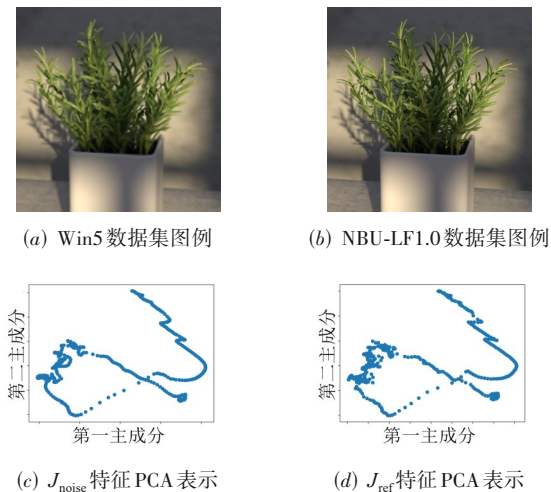 (a) Win5数据集图例
(b) NBU-LF1.0数据集图例
第二主成分
第一主成分
第二主成分
第一主成分
(c) J_noise特征PCA表示
(d) J_ref特征PCA表示